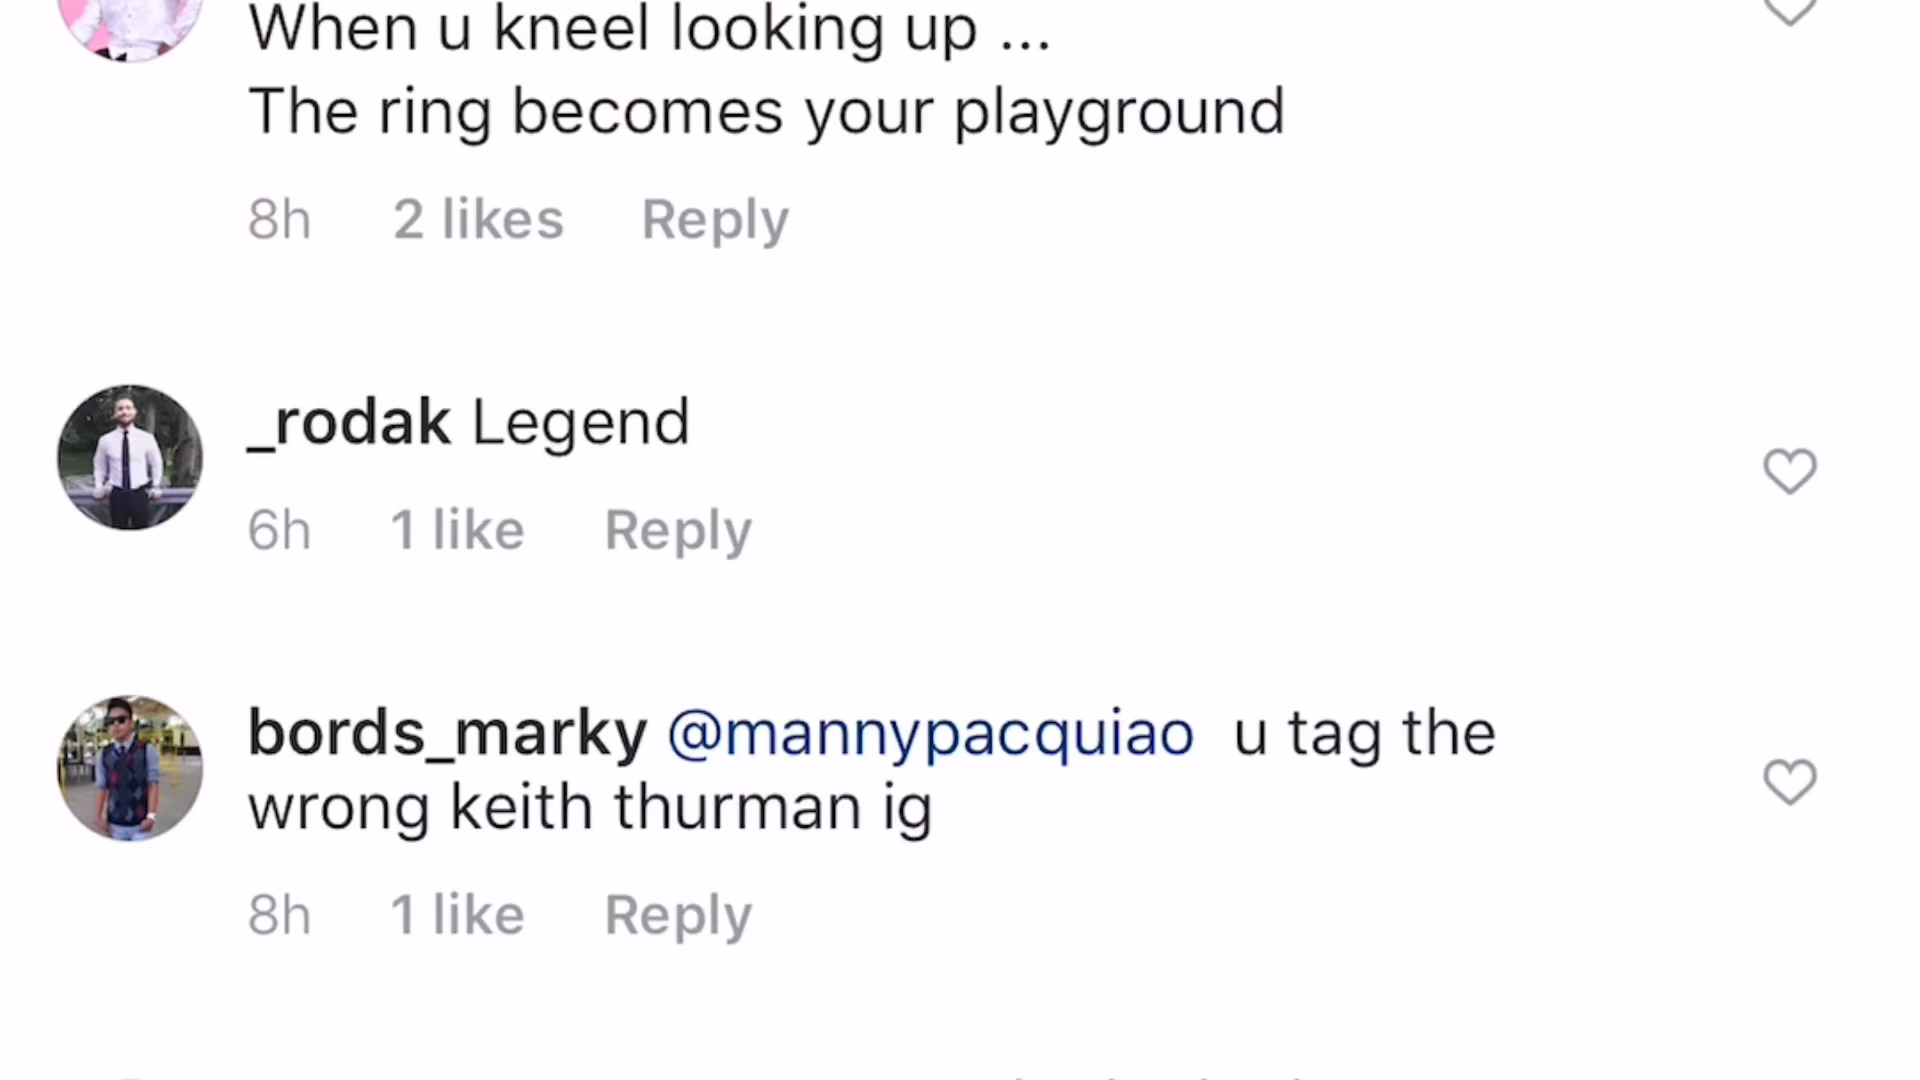 When u kneel looking up ...
The ring becomes your playground
8h 2 likes Reply
_rodak Legend
6h 1 like Reply
bords_marky @mannypacquiao u tag the
wrong keith thurman ig
8h 1 like Reply